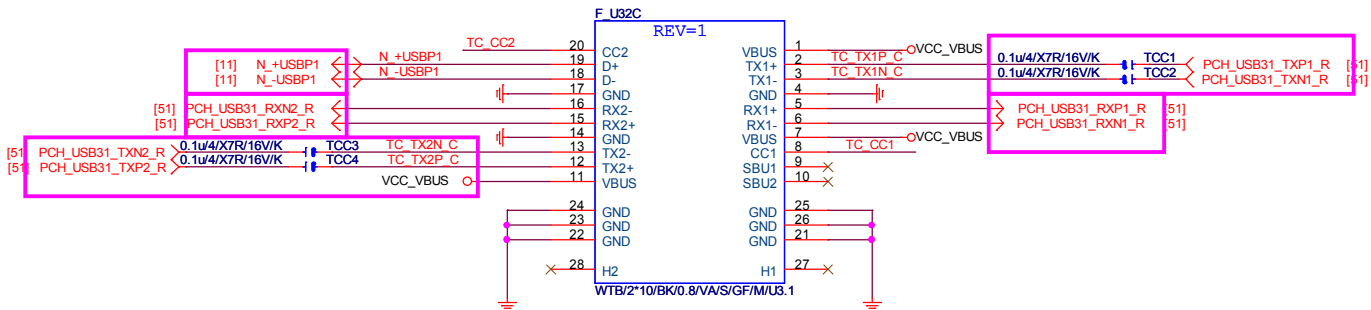 F_U32C
REV=1
TC_CC2 20 CC2 VBUS 1 VCC_VBUS
[11] N_+USBP1 N_+USBP1 19 D+ TX1+ 2 TC_TX1P_C 0.1u/4/X7R/16V/K TCC1 PCH_USB31_TXP1_R [51]
[11] N_-USBP1 N_-USBP1 18 D- TX1- 3 TC_TX1N_C 0.1u/4/X7R/16V/K TCC2 PCH_USB31_TXN1_R [51]
17 GND GND 4
[51] PCH_USB31_RXN2_R 16 RX2- RX1+ 5 PCH_USB31_RXP1_R [51]
[51] PCH_USB31_RXP2_R 15 RX2+ RX1- 6 PCH_USB31_RXN1_R [51]
14 GND VBUS 7 VCC_VBUS
[51] PCH_USB31_TXN2_R 0.1u/4/X7R/16V/K TCC3 TC_TX2N_C 13 TX2- CC1 8 TC_CC1
[51] PCH_USB31_TXP2_R 0.1u/4/X7R/16V/K TCC4 TC_TX2P_C 12 TX2+ SBU1 9
VCC_VBUS 11 VBUS SBU2 10
24 GND GND 25
23 GND GND 26
22 GND GND 21
28 H2 H1 27
WTB/2*10/BK/0.8/VA/S/GF/M/U3.1